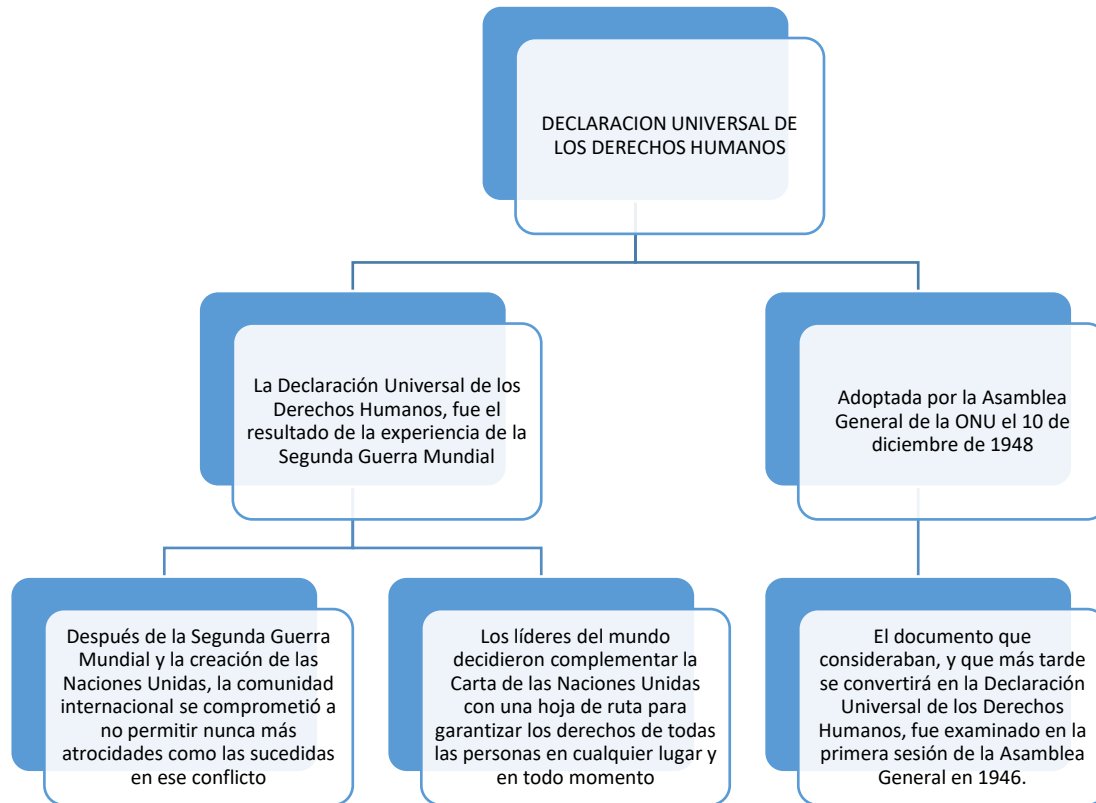 DECLARACION UNIVERSAL DE
LOS DERECHOS HUMANOS
La Declaración Universal de los
Derechos Humanos, fue el
resultado de la experiencia de la
Segunda Guerra Mundial
Adoptada por la Asamblea
General de la ONU el 10 de
diciembre de 1948
Después de la Segunda Guerra
Mundial y la creación de las
Naciones Unidas, la comunidad
internacional se comprometió a
no permitir nunca más
atrocidades como las sucedidas
en ese conflicto
Los líderes del mundo
decidieron complementar la
Carta de las Naciones Unidas
con una hoja de ruta para
garantizar los derechos de todas
las personas en cualquier lugar y
en todo momento
El documento que
consideraban, y que más tarde
se convertirá en la Declaración
Universal de los Derechos
Humanos, fue examinado en la
primera sesión de la Asamblea
General en 1946.